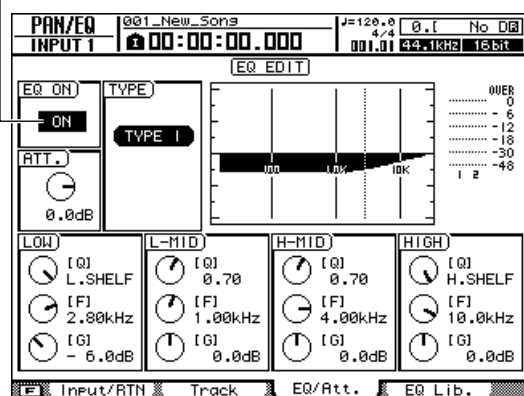 PAN/EQ
INPUT 1
001_New_Song
00:00:00.000
♩=120.0
4/4
001.01
0.[ No D
44.1kHz 16bit
EQ EDIT
EQ ON
ON
TYPE
TYPE I
ATT.
0.0dB
100 1.0K 10K
OVER
0
- 6
-12
-18
-30
-48
1 2
LOW
[Q]
L.SHELF
[F]
2.80kHz
[G]
- 6.0dB
L-MID
[Q]
0.70
[F]
1.00kHz
[G]
0.0dB
H-MID
[Q]
0.70
[F]
4.00kHz
[G]
0.0dB
HIGH
[Q]
H.SHELF
[F]
10.0kHz
[G]
0.0dB
F Input/RTN Track EQ/Att. EQ Lib.